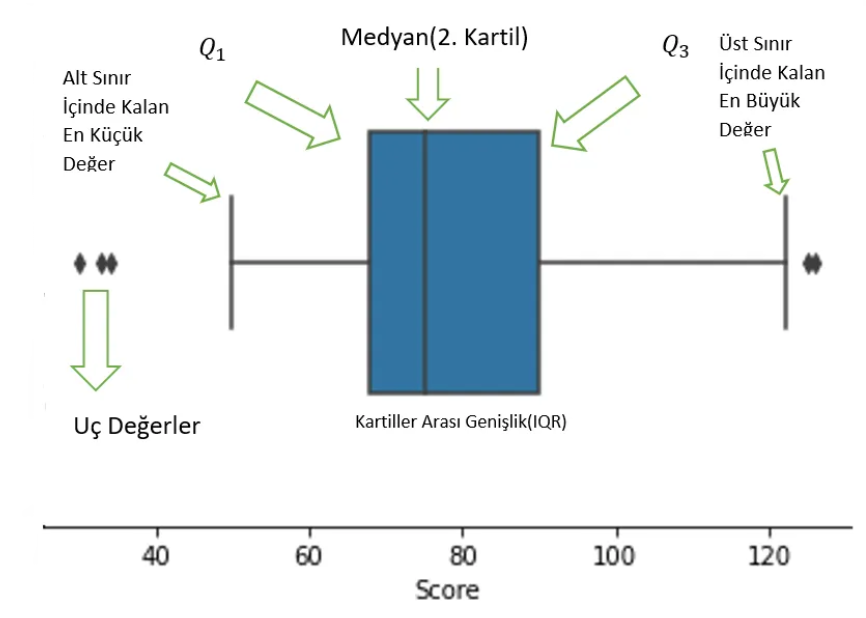 Medyan(2. Kartil)
Q₁
Q₃
Üst Sınır
İçinde Kalan
En Büyük
Değer
Alt Sınır
İçinde Kalan
En Küçük
Değer
Uç Değerler
Kartiller Arası Genişlik(IQR)
40 60 80 100 120
Score